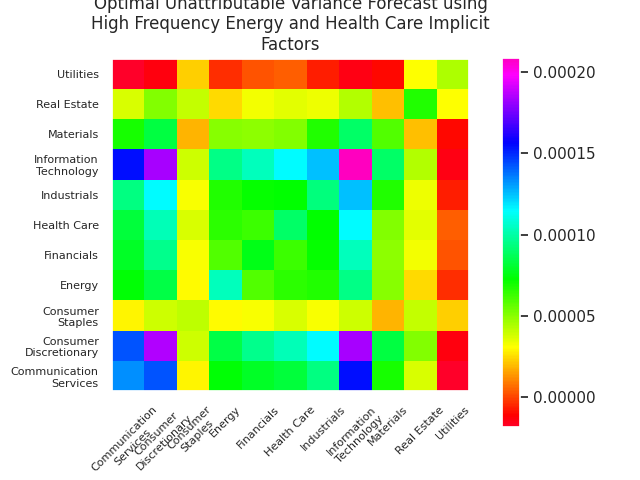 Optimal Unattributable Variance Forecast using
High Frequency Energy and Health Care Implicit
Factors
Utilities
Real Estate
Materials
Information
Technology
Industrials
Health Care
Financials
Energy
Consumer
Staples
Consumer
Discretionary
Communication
Services
0.00020
0.00015
0.00010
0.00005
0.00000
Communication
Services
Consumer
Discretionary
Consumer
Staples
Energy
Financials
Health Care
Industrials
Information
Technology
Materials
Real Estate
Utilities